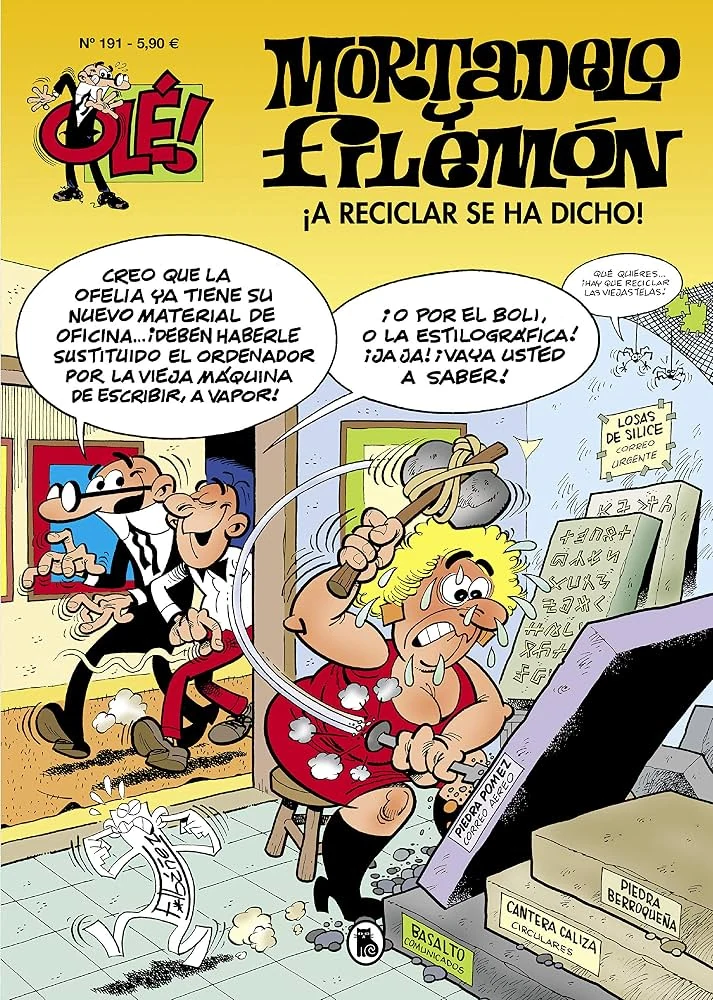 Nº 191 - 5,90 €
OLÉ!
MORTADELO
Y
FILEMÓN
¡A RECICLAR SE HA DICHO!
CREO QUE LA
OFELIA YA TIENE SU
NUEVO MATERIAL DE
OFICINA... ¡DEBEN HABERLE
SUSTITUIDO EL ORDENADOR
POR LA VIEJA MÁQUINA
DE ESCRIBIR, A VAPOR!
¡O POR EL BOLI,
O LA ESTILOGRÁFICA!
¡JA JA! ¡VAYA USTED
A SABER!
QUÉ QUIERES...
¡HAY QUE RECICLAR
LAS VIEJAS TELAS!
LOSAS
DE SILICE
CORREO
URGENTE
PIEDRA POMEZ
CORREO AEREO
PIEDRA
BERROQUEÑA
CANTERA CALIZA
CIRCULARES
BASALTO
COMUNICADOS